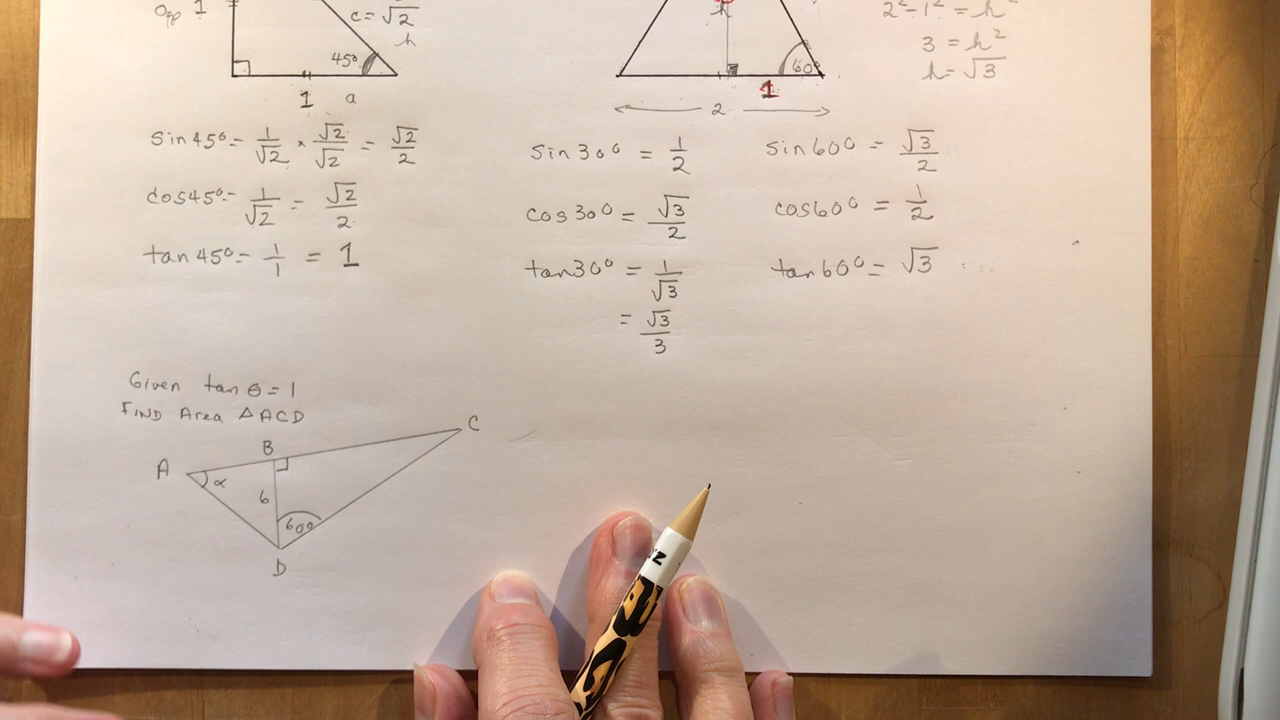 Opp 1
c = √2
h
45°
1 a
h
60°
1
2
2² - 1² = h²
3 = h²
h = √3
sin 45° = 1/√2 × √2/√2 = √2/2
cos 45° = 1/√2 = √2/2
tan 45° = 1/1 = 1
sin 30° = 1/2
cos 30° = √3/2
tan 30° = 1/√3
= √3/3
sin 60° = √3/2
cos 60° = 1/2
tan 60° = √3
Given tan θ = 1
FIND Area △ACD
A
B
C
α
6
60°
D